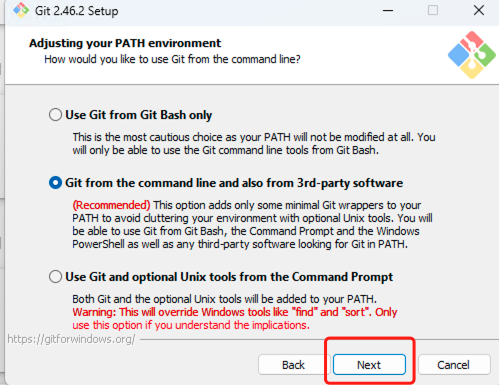 Git 2.46.2 Setup
Adjusting your PATH environment
How would you like to use Git from the command line?
Use Git from Git Bash only
This is the most cautious choice as your PATH will not be modified at all. You
will only be able to use the Git command line tools from Git Bash.
Git from the command line and also from 3rd-party software
(Recommended) This option adds only some minimal Git wrappers to your
PATH to avoid cluttering your environment with optional Unix tools. You will
be able to use Git from Git Bash, the Command Prompt and the Windows
PowerShell as well as any third-party software looking for Git in PATH.
Use Git and optional Unix tools from the Command Prompt
Both Git and the optional Unix tools will be added to your PATH.
Warning: This will override Windows tools like "find" and "sort". Only
use this option if you understand the implications.
https://gitforwindows.org/
Back Next Cancel